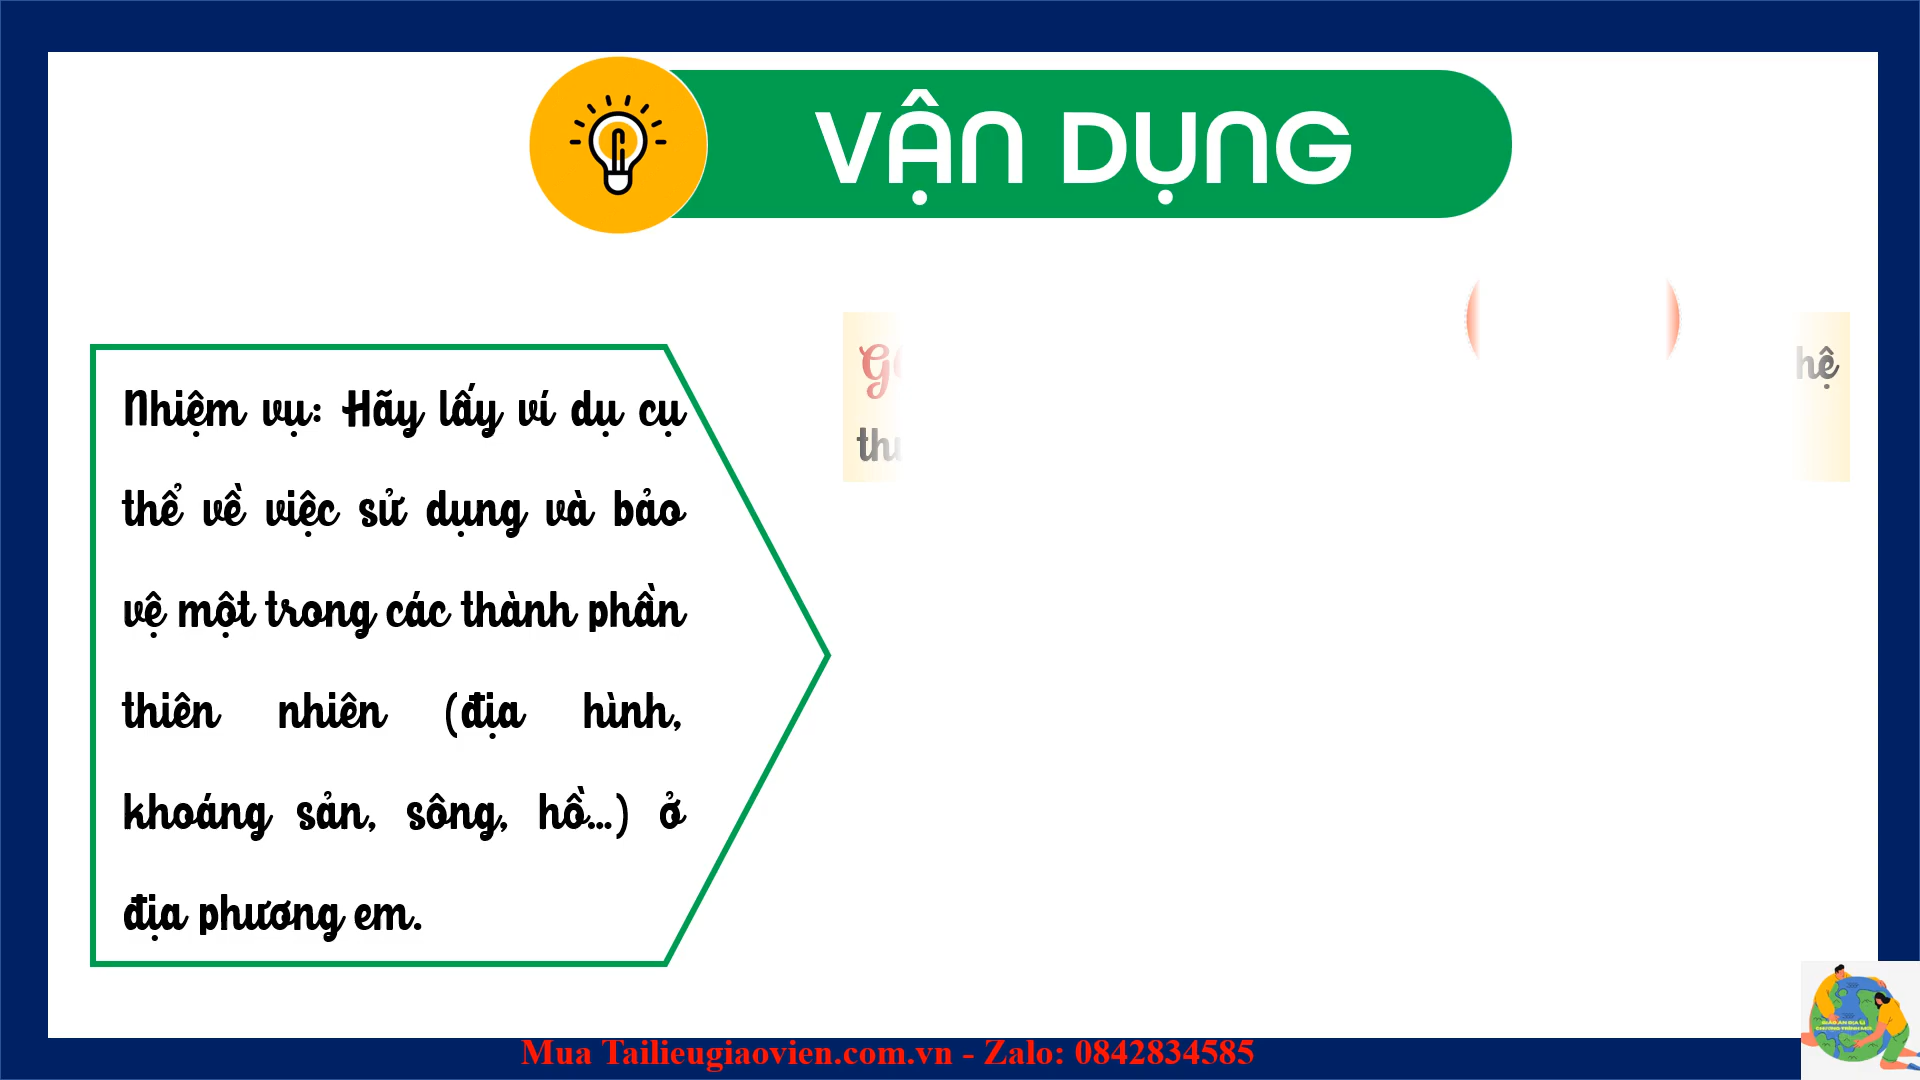 VẬN DỤNG
Nhiệm vụ: Hãy lấy ví dụ cụ
thể về việc sử dụng và bảo
vệ một trong các thành phần
thiên nhiên (địa hình,
khoáng sản, sông, hồ...) ở
địa phương em.
Mua Tailieugiaovien.com.vn - Zalo: 0842834585